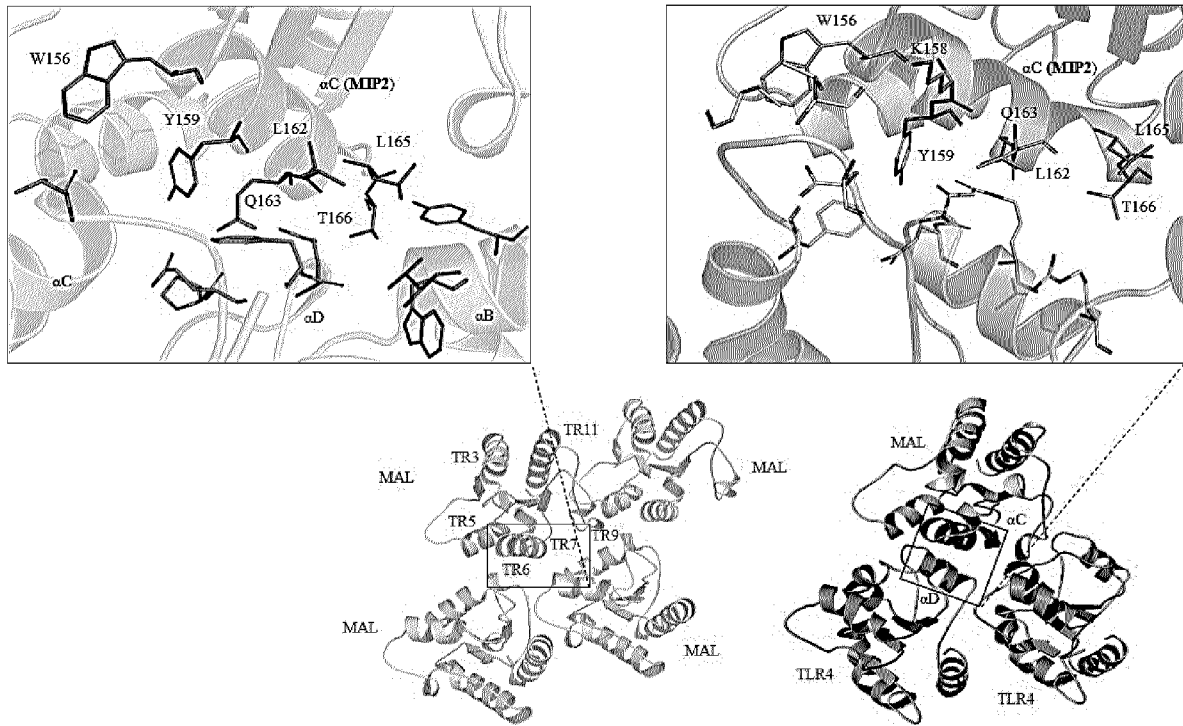 W156
αC (MIP2)
Y159
L162
L165
Q163
T166
αC
αD
αB
W156
K158
αC (MIP2)
Q163
L165
Y159
L162
T166
TR11
TR3
MAL
MAL
TR5
TR7
TR9
TR6
MAL
MAL
MAL
αC
αD
TLR4
TLR4